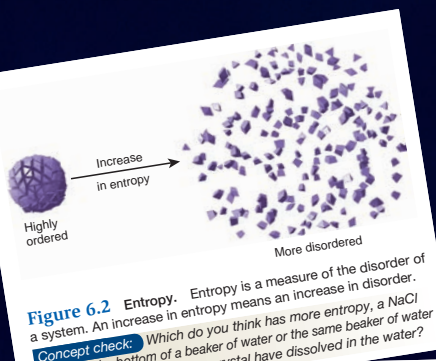 Increase
in entropy
Highly
ordered
More disordered
Figure 6.2 Entropy. Entropy is a measure of the disorder of
a system. An increase in entropy means an increase in disorder.
Concept check: Which do you think has more entropy, a NaCl
bottom of a beaker of water or the same beaker of water
have dissolved in the water?